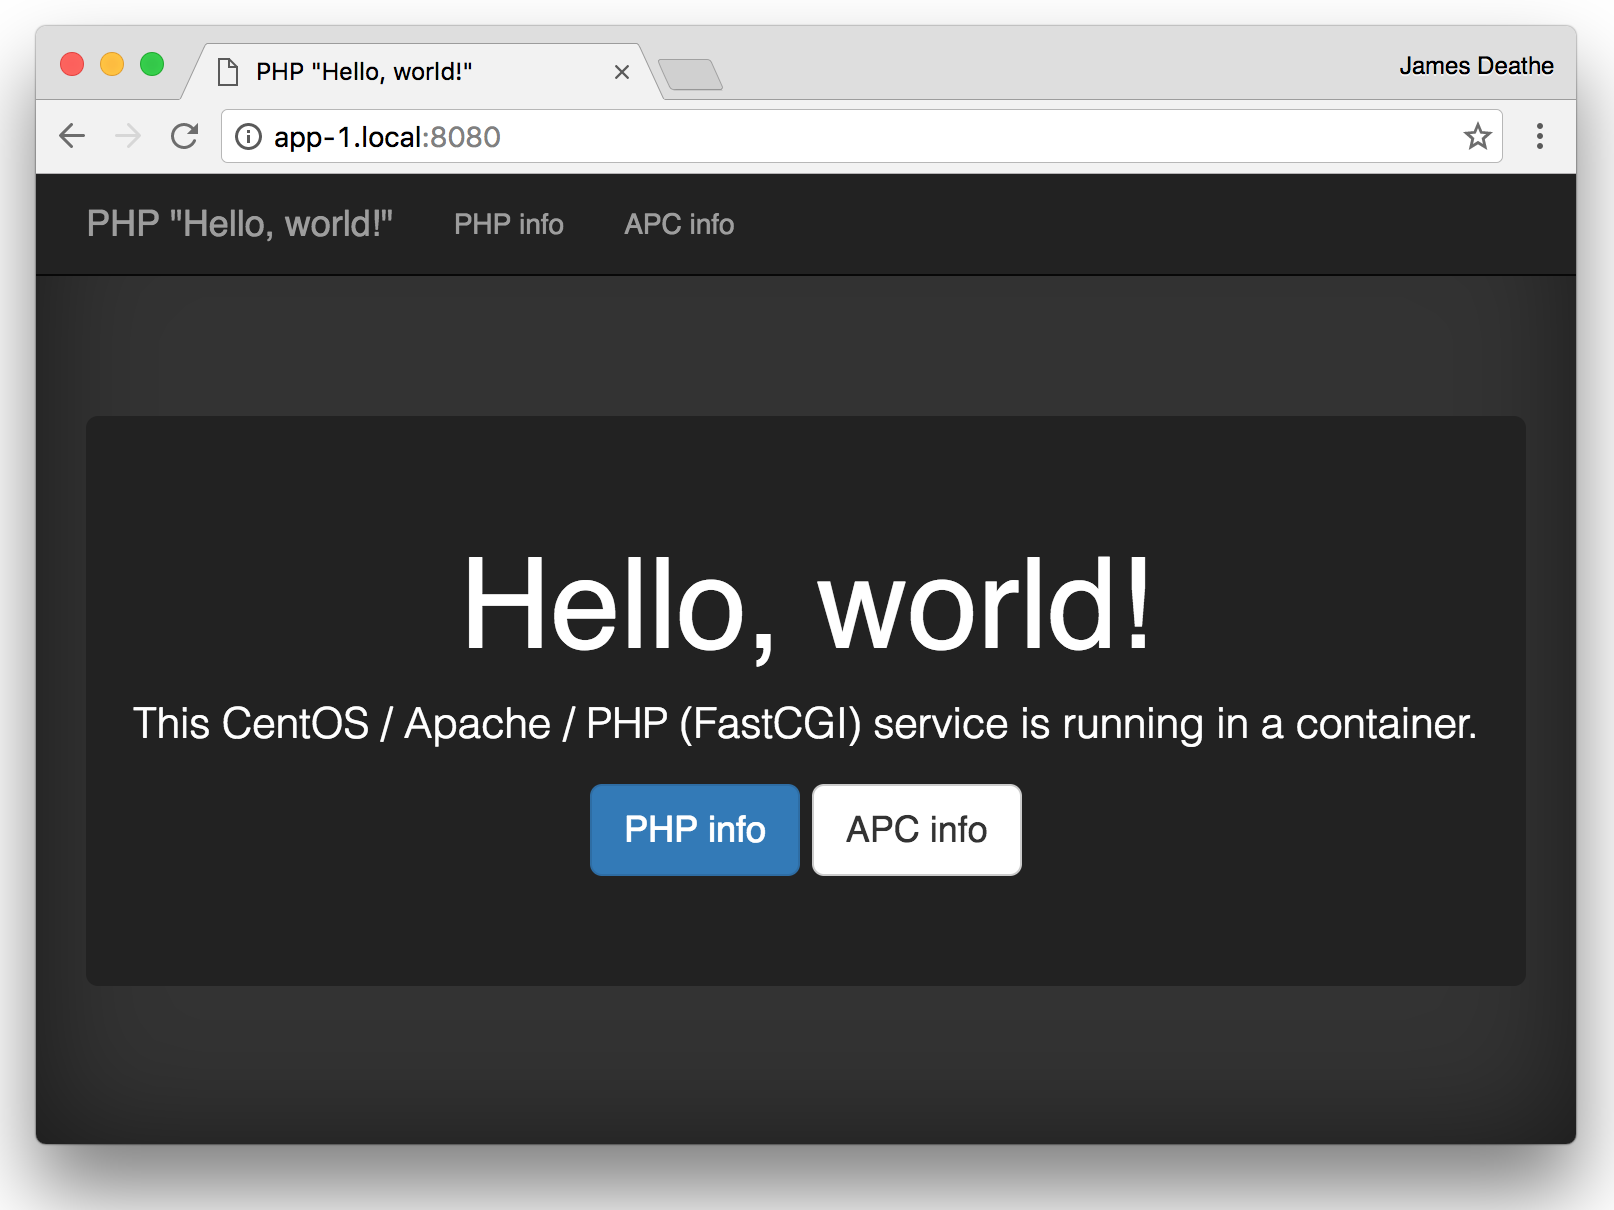 PHP "Hello, world!"
James Deathe
app-1.local:8080
PHP "Hello, world!" PHP info APC info
Hello, world!
This CentOS / Apache / PHP (FastCGI) service is running in a container.
PHP info APC info